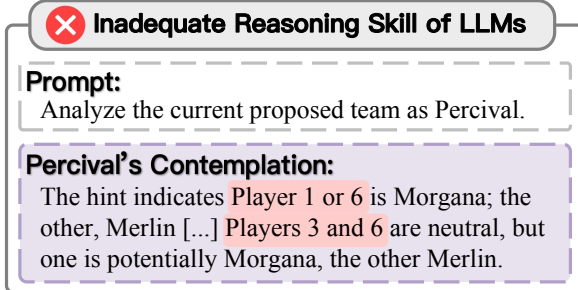 Inadequate Reasoning Skill of LLMs
Prompt:
Analyze the current proposed team as Percival.
Percival's Contemplation:
The hint indicates Player 1 or 6 is Morgana; the
other, Merlin [...] Players 3 and 6 are neutral, but
one is potentially Morgana, the other Merlin.